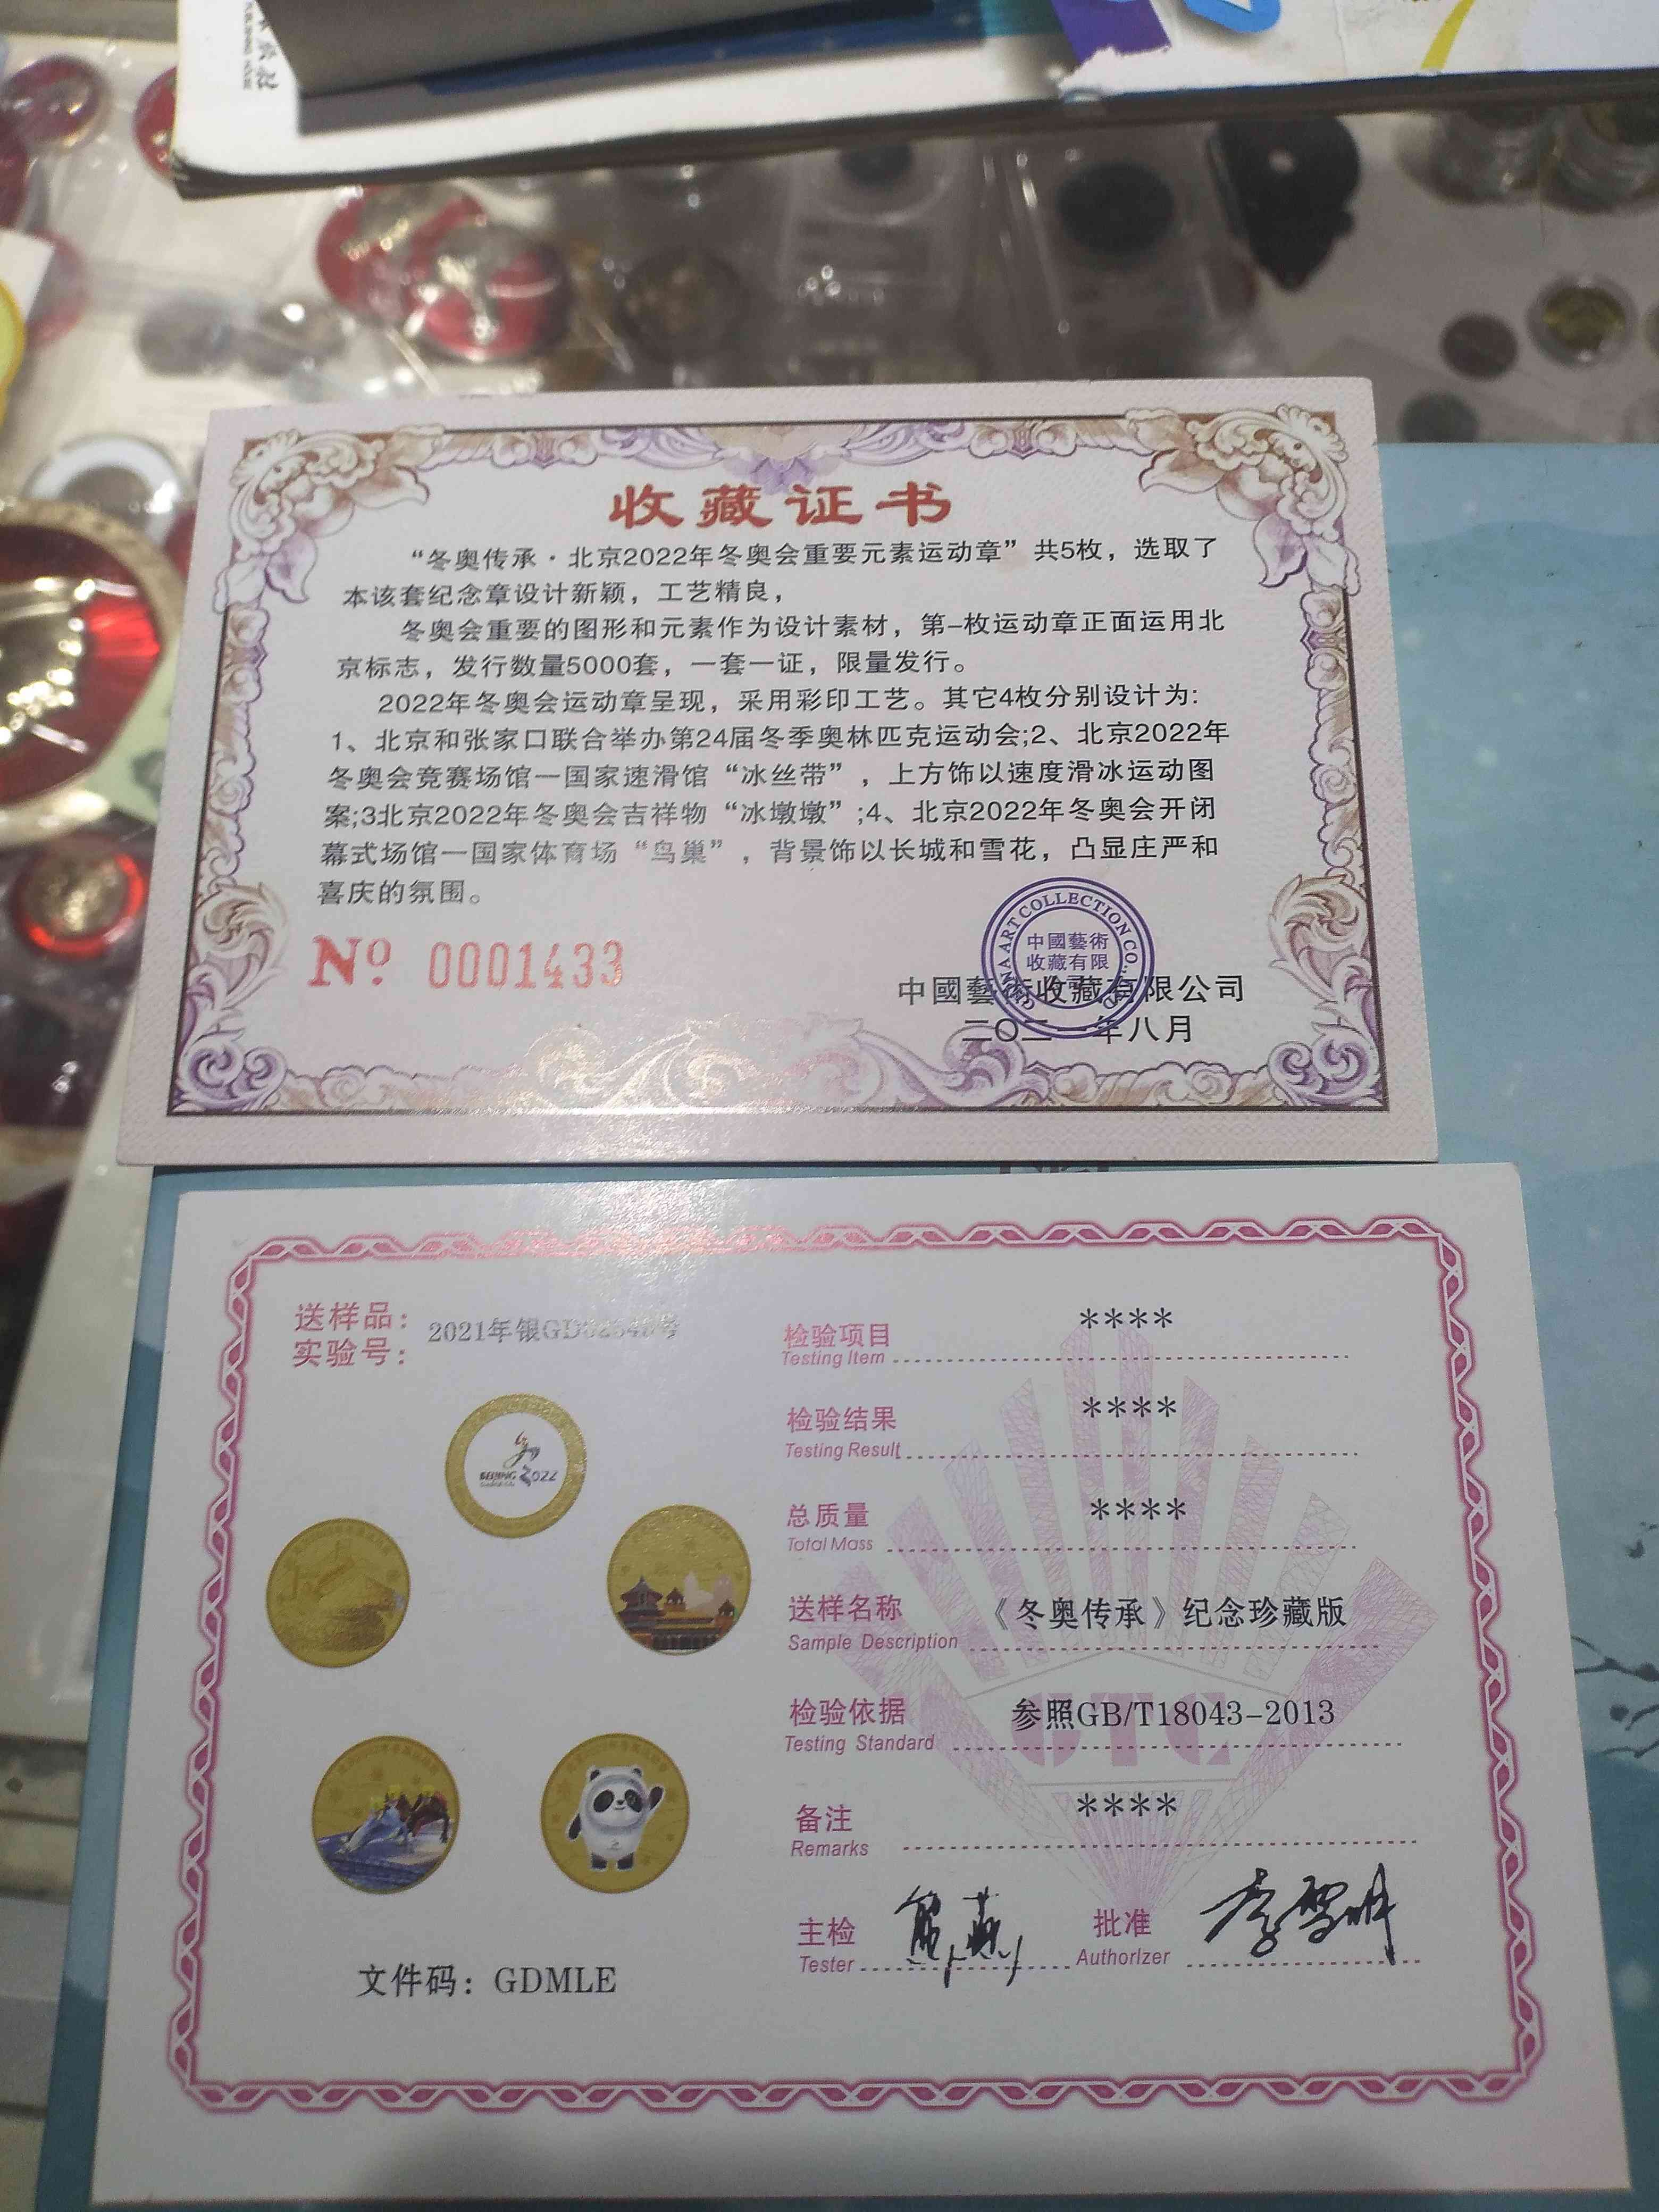 收藏证书
“冬奥传承·北京2022年冬奥会重要元素运动章”共5枚，选取了
本该套纪念章设计新颖，工艺精良，
冬奥会重要的图形和元素作为设计素材，第-枚运动章正面运用北
京标志，发行数量5000套，一套一证，限量发行。
2022年冬奥会运动章呈现，采用彩印工艺。其它4枚分别设计为:
1、北京和张家口联合举办第24届冬季奥林匹克运动会;2、北京2022年
冬奥会竞赛场馆—国家速滑馆“冰丝带”，上方饰以速度滑冰运动图
案;3北京2022年冬奥会吉祥物“冰墩墩”;4、北京2022年冬奥会开闭
幕式场馆—国家体育场“鸟巢”，背景饰以长城和雪花，凸显庄严和
喜庆的氛围。
Nº 0001433
中國藝術
收藏有限
中國藝術收藏有限公司
二〇二一年八月
送样品：
实验号：
2021年银
BEIJING 2022
检验项目 ****
Testing Item
检验结果 ****
Testing Result
总质量 ****
Total Mass
送样名称 《冬奥传承》纪念珍藏版
Sample Description
检验依据 参照GB/T18043-2013
Testing Standard
备注 ****
Remarks
主检 批准
Tester Authorizer
文件码：GDMLE